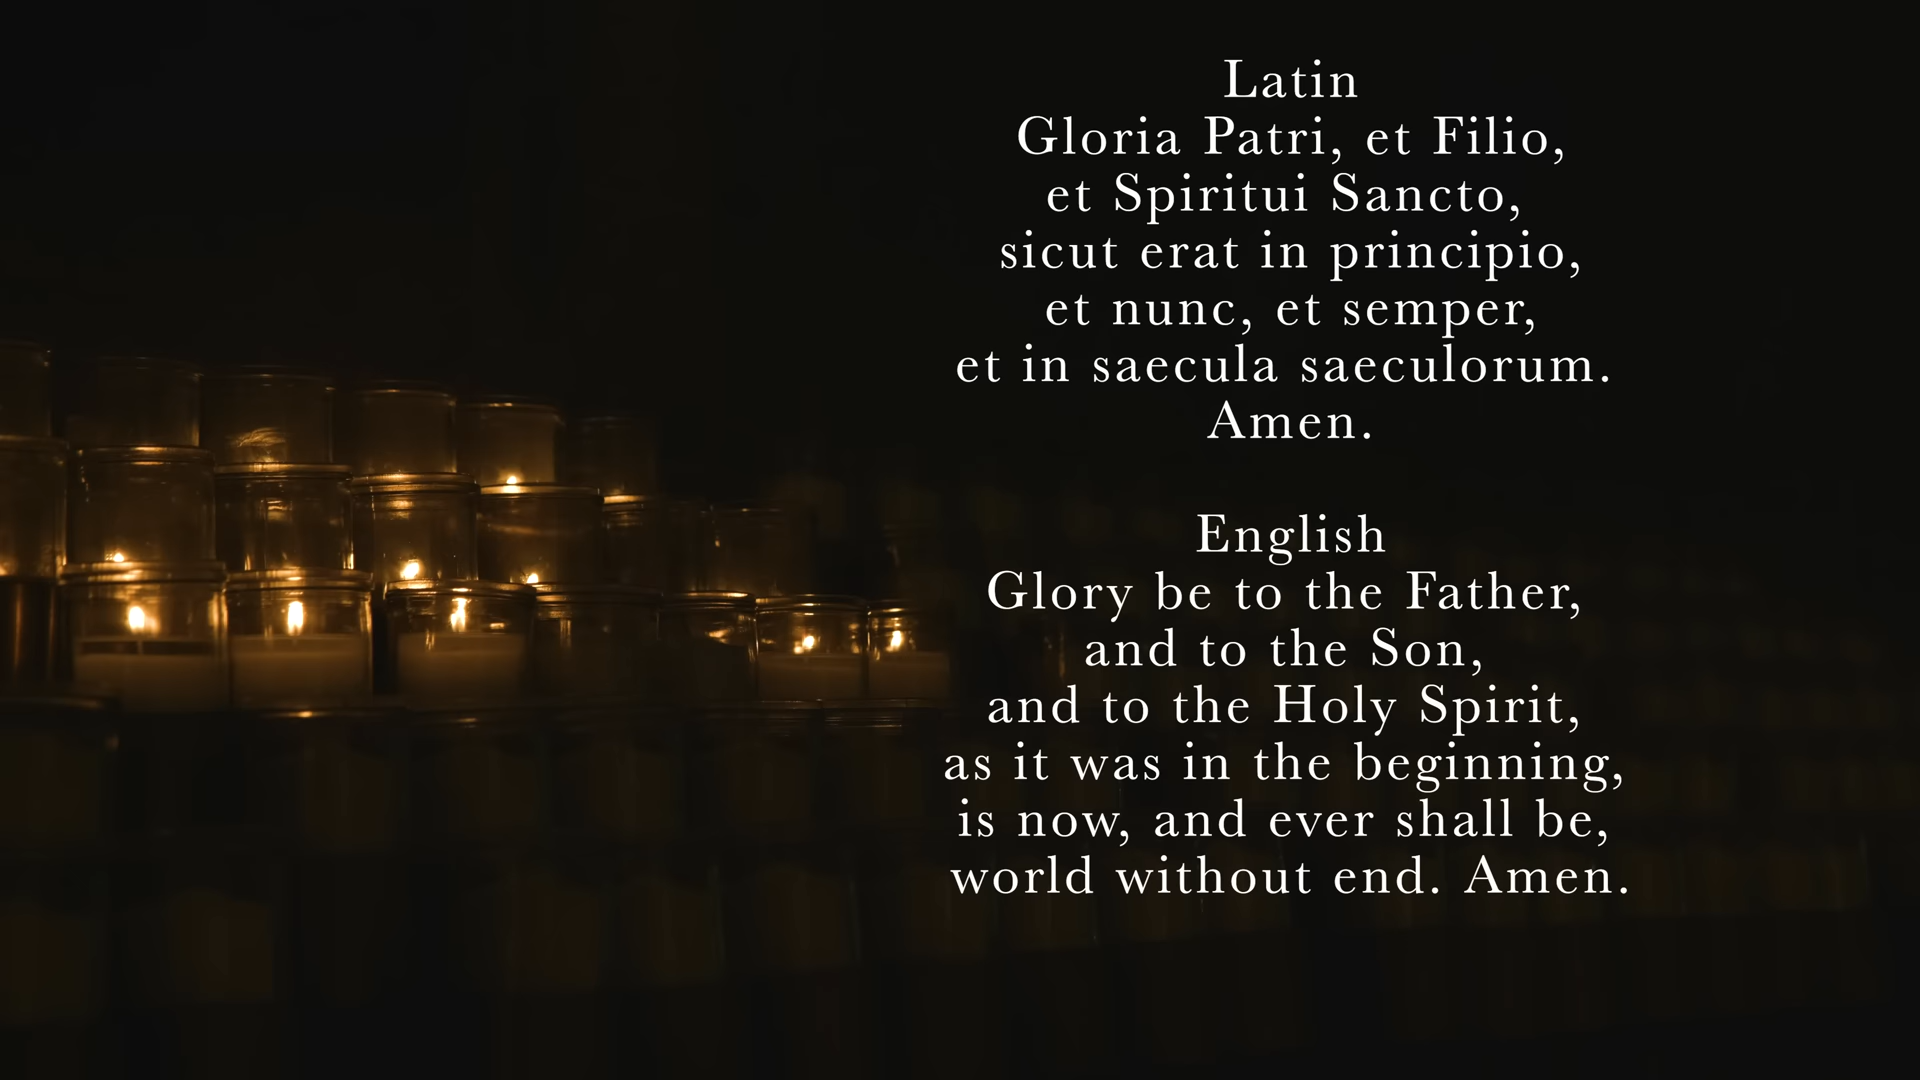 Latin
Gloria Patri, et Filio,
et Spiritui Sancto,
sicut erat in principio,
et nunc, et semper,
et in saecula saeculorum.
Amen.
English
Glory be to the Father,
and to the Son,
and to the Holy Spirit,
as it was in the beginning,
is now, and ever shall be,
world without end. Amen.